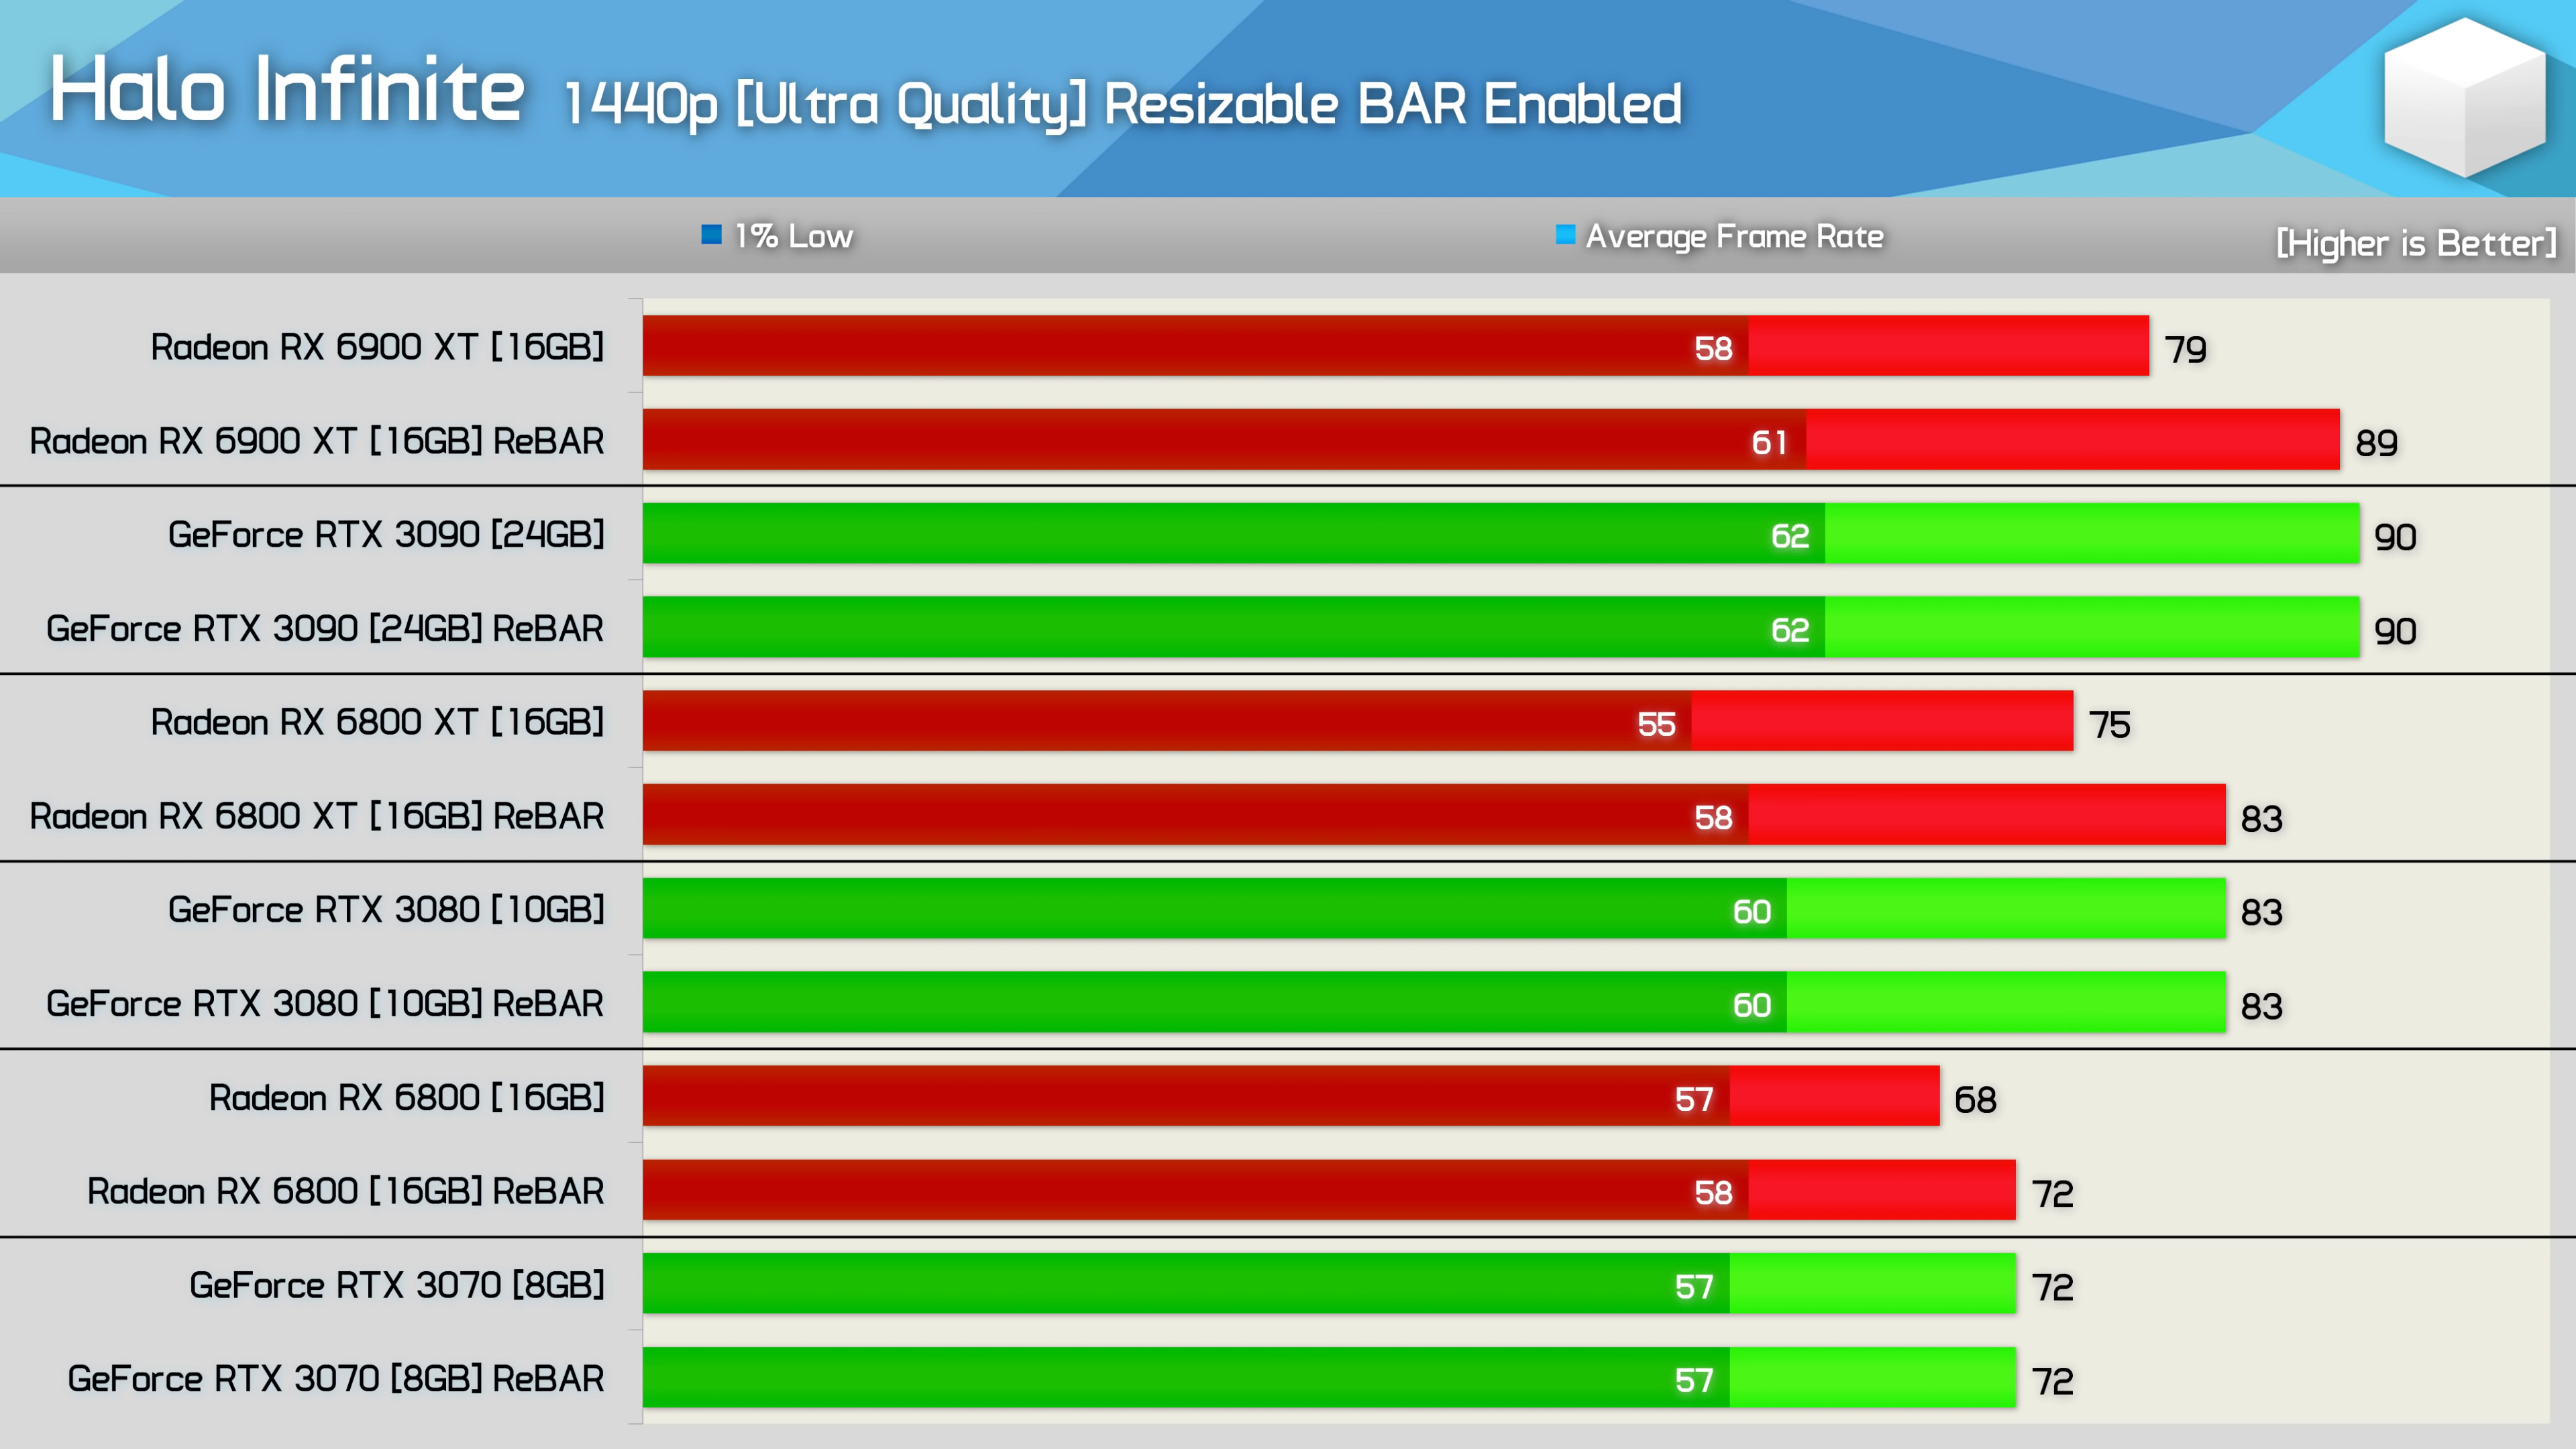 Halo Infinite 1440p [Ultra Quality] Resizable BAR Enabled
1% Low Average Frame Rate [Higher is Better]
Radeon RX 6900 XT [16GB] 58 79
Radeon RX 6900 XT [16GB] ReBAR 61 89
GeForce RTX 3090 [24GB] 62 90
GeForce RTX 3090 [24GB] ReBAR 62 90
Radeon RX 6800 XT [16GB] 55 75
Radeon RX 6800 XT [16GB] ReBAR 58 83
GeForce RTX 3080 [10GB] 60 83
GeForce RTX 3080 [10GB] ReBAR 60 83
Radeon RX 6800 [16GB] 57 68
Radeon RX 6800 [16GB] ReBAR 58 72
GeForce RTX 3070 [8GB] 57 72
GeForce RTX 3070 [8GB] ReBAR 57 72